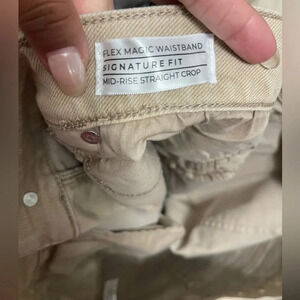 FLEX MAGIC WAISTBAND
SIGNATURE FIT
MID-RISE STRAIGHT CROP